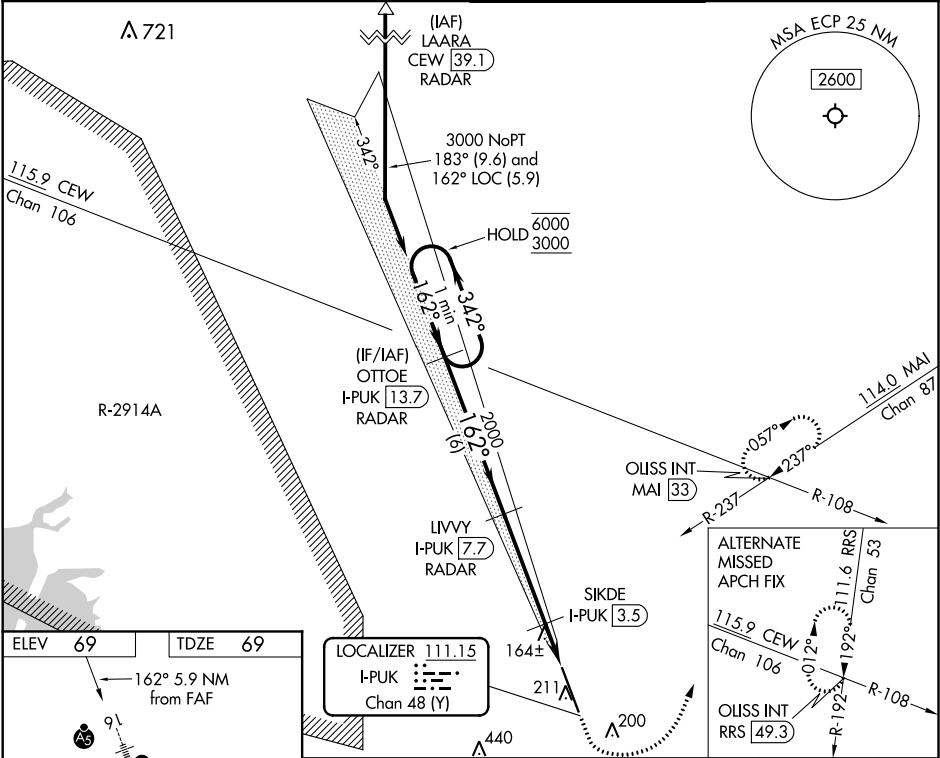 721
(IAF)
LAARA
CEW 39.1
RADAR
MSA ECP 25 NM
2600
342°
3000 NoPT
183° (9.6) and
162° LOC (5.9)
115.9 CEW
Chan 106
HOLD 6000
3000
1 min
162°
342°
(IF/IAF)
OTTOE
I-PUK 13.7
RADAR
R-2914A
2000
162°
(6)
114.0 MAI
Chan 87
057°
237°
OLISS INT
MAI 33
R-237
R-108
LIVVY
I-PUK 7.7
RADAR
SIKDE
I-PUK 3.5
164±
211
200
440
LOCALIZER 111.15
I-PUK
Chan 48 (Y)
ALTERNATE
MISSED
APCH FIX
111.6 RRS
Chan 53
115.9 CEW
Chan 106
012°
192°
R-108
R-192
OLISS INT
RRS 49.3
ELEV 69
TDZE 69
162° 5.9 NM
from FAF
16
A5